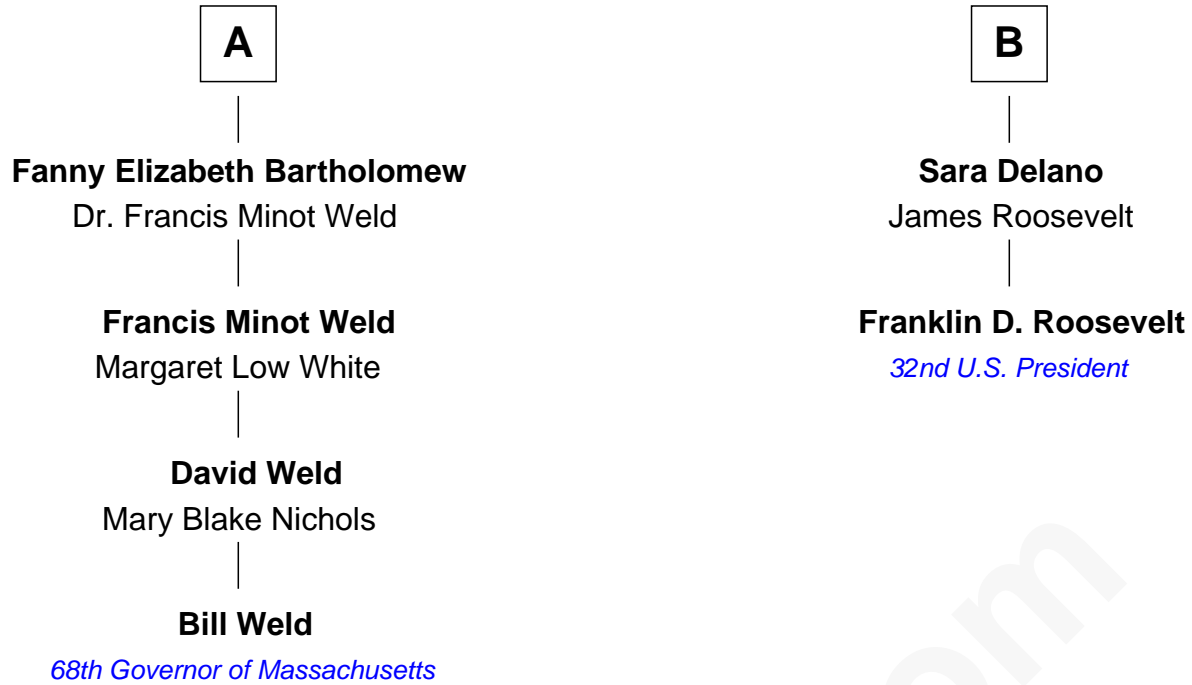 A
Fanny Elizabeth Bartholomew
Dr. Francis Minot Weld
Francis Minot Weld
Margaret Low White
David Weld
Mary Blake Nichols
Bill Weld
68th Governor of Massachusetts
B
Sara Delano
James Roosevelt
Franklin D. Roosevelt
32nd U.S. President
om